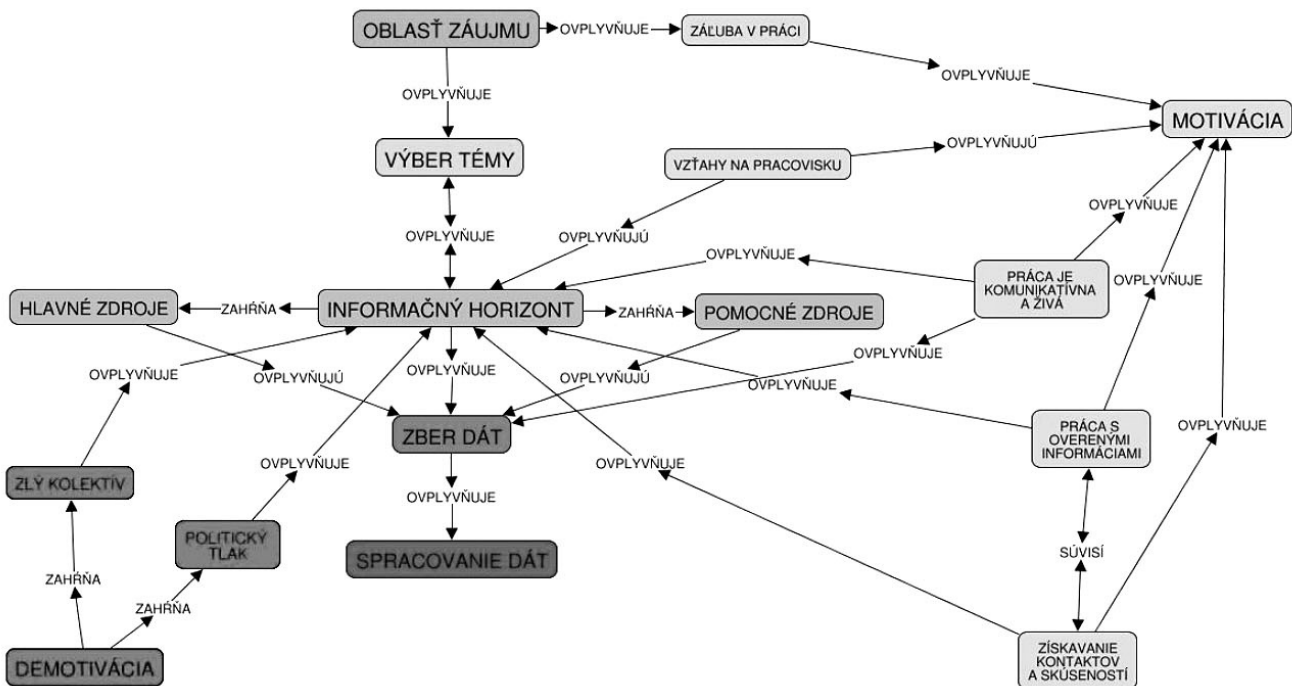 OBLASŤ ZÁUJMU
OVPLYVŇUJE
ZÁĽUBA V PRÁCI
OVPLYVŇUJE
OVPLYVŇUJE
MOTIVÁCIA
VÝBER TÉMY
VZŤAHY NA PRACOVISKU
OVPLYVŇUJÚ
OVPLYVŇUJE
OVPLYVŇUJE
OVPLYVŇUJÚ
OVPLYVŇUJE
PRÁCA JE
KOMUNIKATÍVNA
A ŽIVÁ
OVPLYVŇUJE
HLAVNÉ ZDROJE
ZAHŔŇA
INFORMAČNÝ HORIZONT
ZAHŔŇA
POMOCNÉ ZDROJE
OVPLYVŇUJE
OVPLYVŇUJE
OVPLYVŇUJÚ
OVPLYVŇUJE
OVPLYVŇUJÚ
OVPLYVŇUJE
ZBER DÁT
PRÁCA S
OVERENÝMI
INFORMÁCIAMI
OVPLYVŇUJE
OVPLYVŇUJE
OVPLYVŇUJE
ZLÝ KOLEKTÍV
OVPLYVŇUJE
POLITICKÝ
TLAK
SPRACOVANIE DÁT
SÚVISÍ
ZAHŔŇA
ZAHŔŇA
DEMOTIVÁCIA
ZÍSKAVANIE
KONTAKTOV
A SKÚSENOSTÍ